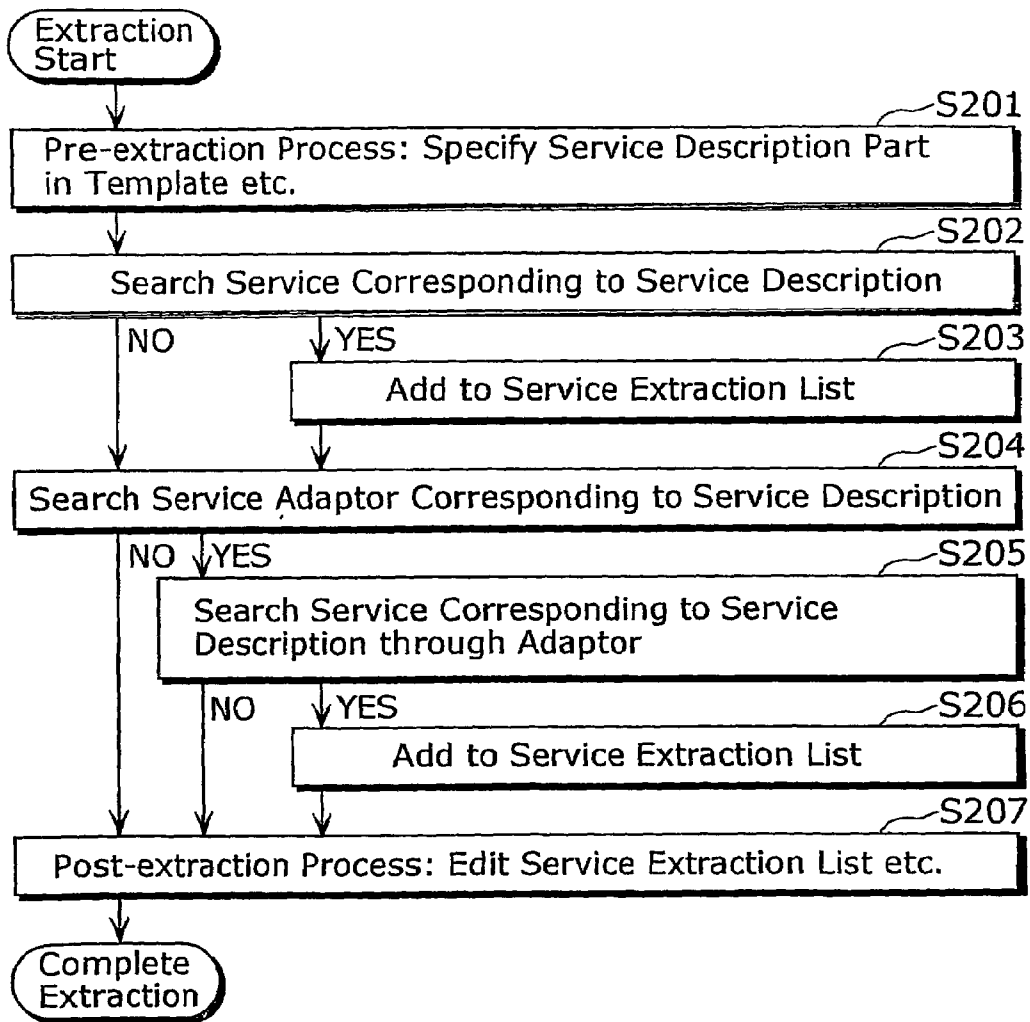 Extraction
Start
S201
Pre-extraction Process: Specify Service Description Part
in Template etc.
S202
Search Service Corresponding to Service Description
NO
YES
S203
Add to Service Extraction List
S204
Search Service Adaptor Corresponding to Service Description
NO
YES
S205
Search Service Corresponding to Service
Description through Adaptor
NO
YES
S206
Add to Service Extraction List
S207
Post-extraction Process: Edit Service Extraction List etc.
Complete
Extraction